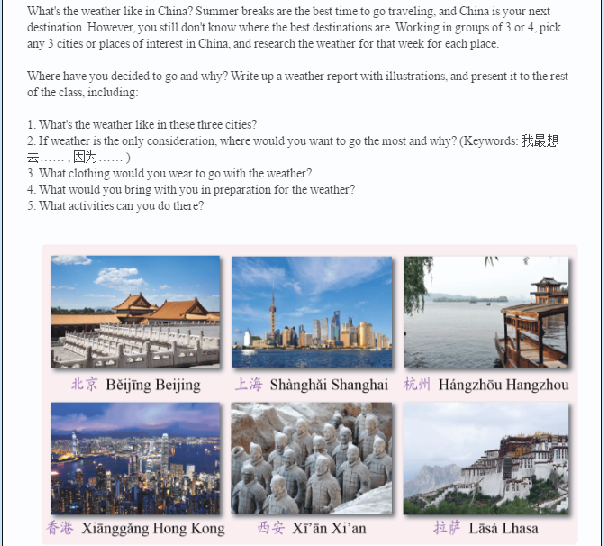 What's the weather like in China? Summer breaks are the best time to go traveling, and China is your next
destination. However, you still don't know where the best destinations are. Working in groups of 3 or 4, pick
any 3 cities or places of interest in China, and research the weather for that week for each place.
Where have you decided to go and why? Write up a weather report with illustrations, and present it to the rest
of the class, including:
1. What's the weather like in these three cities?
2. If weather is the only consideration, where would you want to go the most and why? (Keywords: 我最想
去…… , 因为…… )
3. What clothing would you wear to go with the weather?
4. What would you bring with you in preparation for the weather?
5. What activities can you do there?
北京 Běijīng Beijing
上海 Shànghǎi Shanghai
杭州 Hángzhōu Hangzhou
香港 Xiānggǎng Hong Kong
西安 Xī'ān Xi'an
拉萨 Lāsà Lhasa